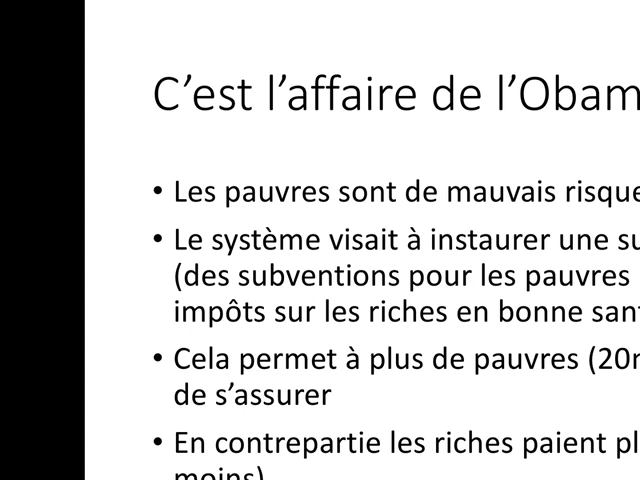 C’est l’affaire de l’Obam
• Les pauvres sont de mauvais risque
• Le système visait à instaurer une su
(des subventions pour les pauvres
impôts sur les riches en bonne san
• Cela permet à plus de pauvres (20
de s’assurer
• En contrepartie les riches paient pl
moins)